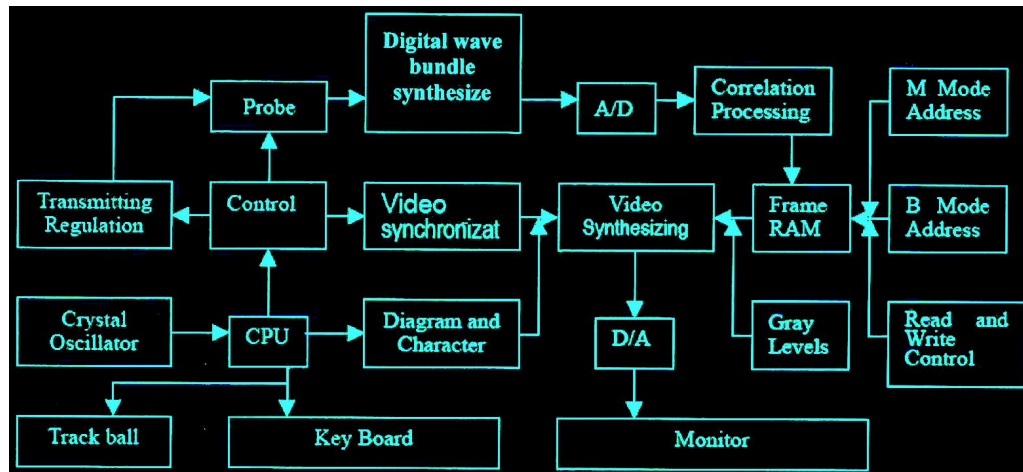 Digital wave
bundle
synthesize
Probe
A/D
Correlation
Processing
M Mode
Address
Transmitting
Regulation
Control
Video
synchronizat
Video
Synthesizing
Frame
RAM
B Mode
Address
Crystal
Oscillator
CPU
Diagram and
Character
D/A
Gray
Levels
Read and
Write
Control
Track ball
Key Board
Monitor